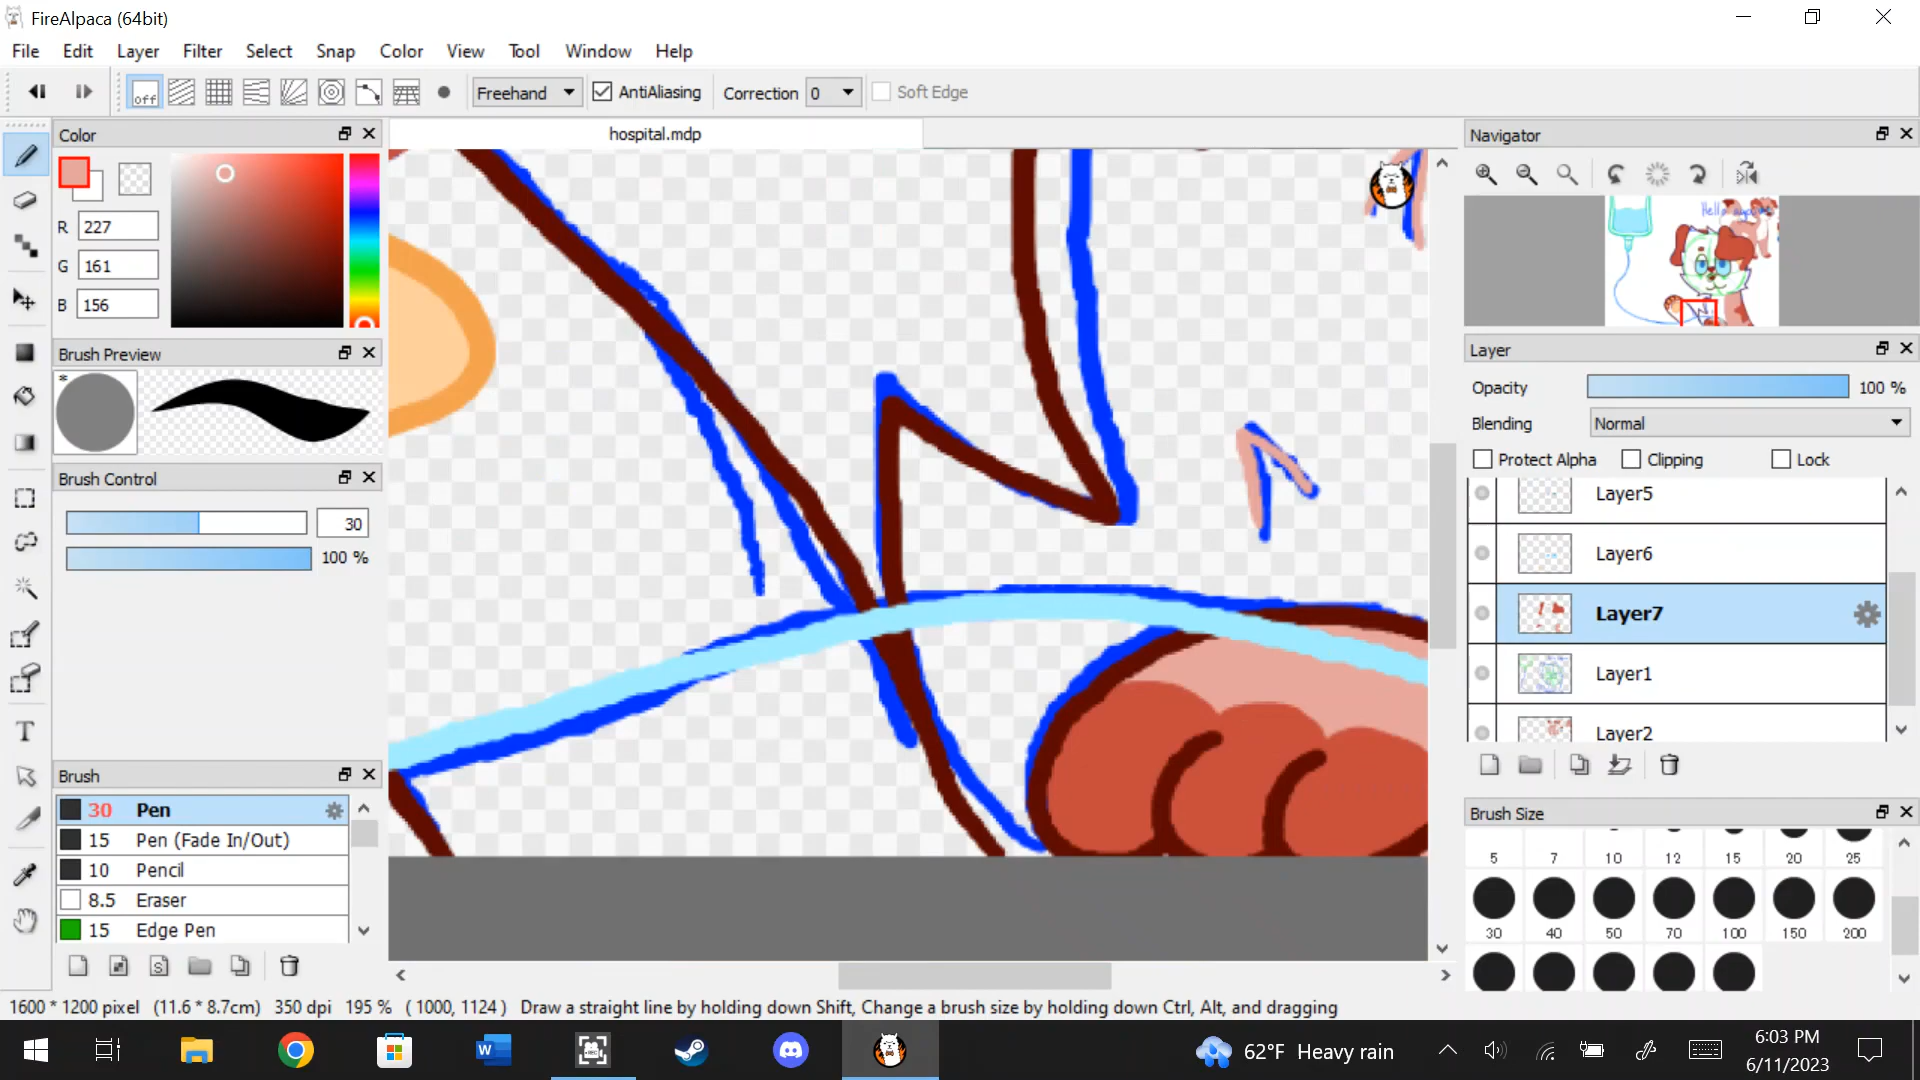 FireAlpaca (64bit)
File Edit Layer Filter Select Snap Color View Tool Window Help
off Freehand AntiAliasing Correction 0 Soft Edge
Color
R 227
G 161
B 156
Brush Preview
*
Brush Control
30
100 %
Brush
30 Pen
15 Pen (Fade In/Out)
10 Pencil
8.5 Eraser
15 Edge Pen
S
T
hospital.mdp
Navigator
Hello
Layer
Opacity 100 %
Blending Normal
Protect Alpha Clipping Lock
Layer5
Layer6
Layer7
Layer1
Layer2
Brush Size
5 7 10 12 15 20 25
30 40 50 70 100 150 200
1600 * 1200 pixel (11.6 * 8.7cm) 350 dpi 195 % ( 1000, 1124 ) Draw a straight line by holding down Shift, Change a brush size by holding down Ctrl, Alt, and dragging
W REC 62°F Heavy rain 6:03 PM
6/11/2023